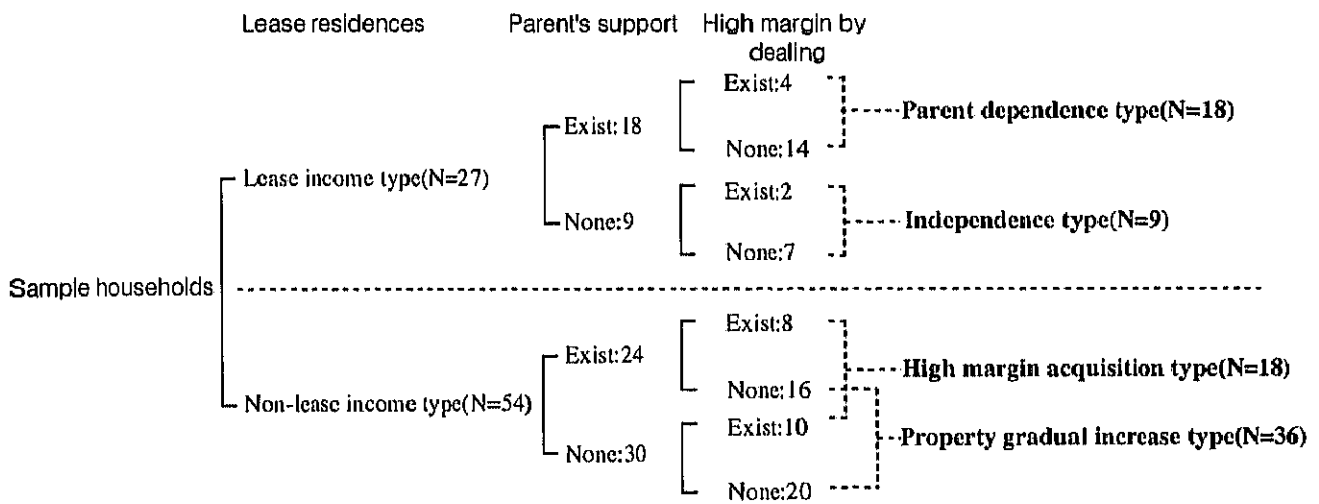 Lease residences Parent's support High margin by
dealing
Exist:4
Parent dependence type(N=18)
Exist:18
None:14
Lease income type(N=27)
Exist:2
None:9
Independence type(N=9)
None:7
Sample households
Exist:8
Exist:24
High margin acquisition type(N=18)
None:16
Non-lease income type(N=54)
Exist:10
Property gradual increase type(N=36)
None:30
None:20